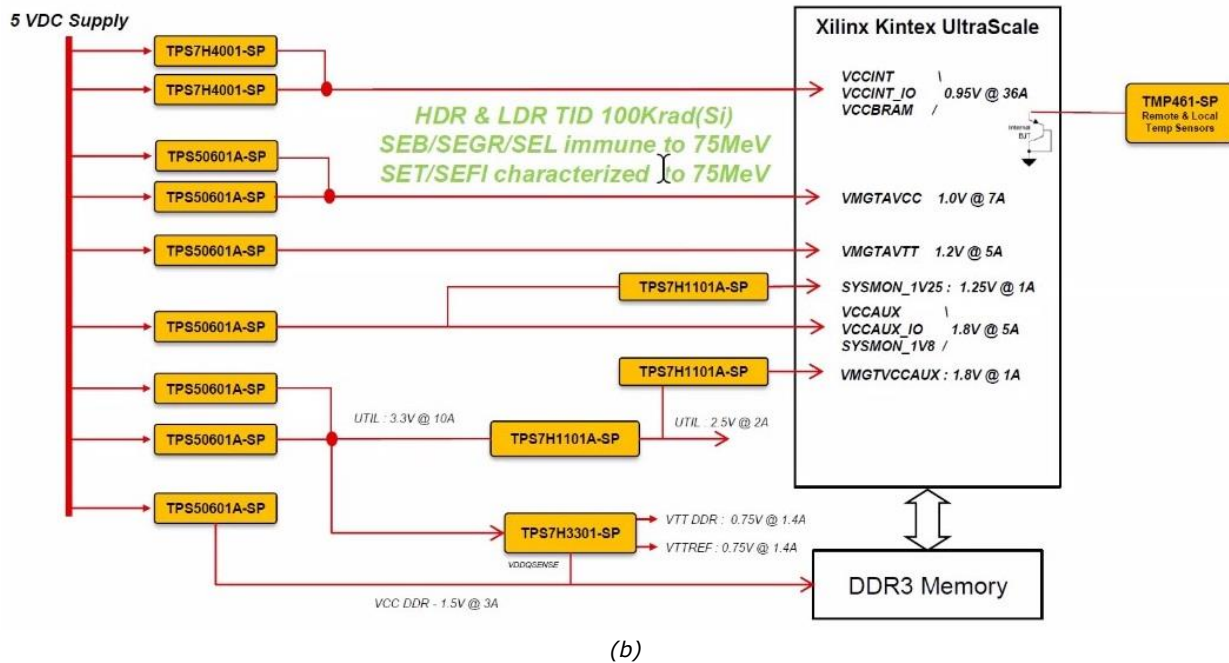 5 VDC Supply
Xilinx Kintex UltraScale
TPS7H4001-SP
TPS7H4001-SP
VCCINT \
VCCINT_IO 0.95V @ 36A
VCCBRAM /
Internal
BJT
TMP461-SP
Remote & Local
Temp Sensors
HDR & LDR TID 100Krad(Si)
SEB/SEGR/SEL immune to 75MeV
SET/SEFI characterized to 75MeV
TPS50601A-SP
TPS50601A-SP
VMGTAVCC 1.0V @ 7A
TPS50601A-SP
VMGTAVTT 1.2V @ 5A
TPS7H1101A-SP
SYSMON_1V25 : 1.25V @ 1A
TPS50601A-SP
VCCAUX \
VCCAUX_IO 1.8V @ 5A
SYSMON_1V8 /
TPS7H1101A-SP
VMGTVCCAUX : 1.8V @ 1A
TPS50601A-SP
UTIL : 3.3V @ 10A
TPS50601A-SP
TPS7H1101A-SP
UTIL : 2.5V @ 2A
TPS50601A-SP
TPS7H3301-SP
VTT DDR : 0.75V @ 1.4A
VTTREF : 0.75V @ 1.4A
VDDQSENSE
VCC DDR - 1.5V @ 3A
DDR3 Memory
(b)